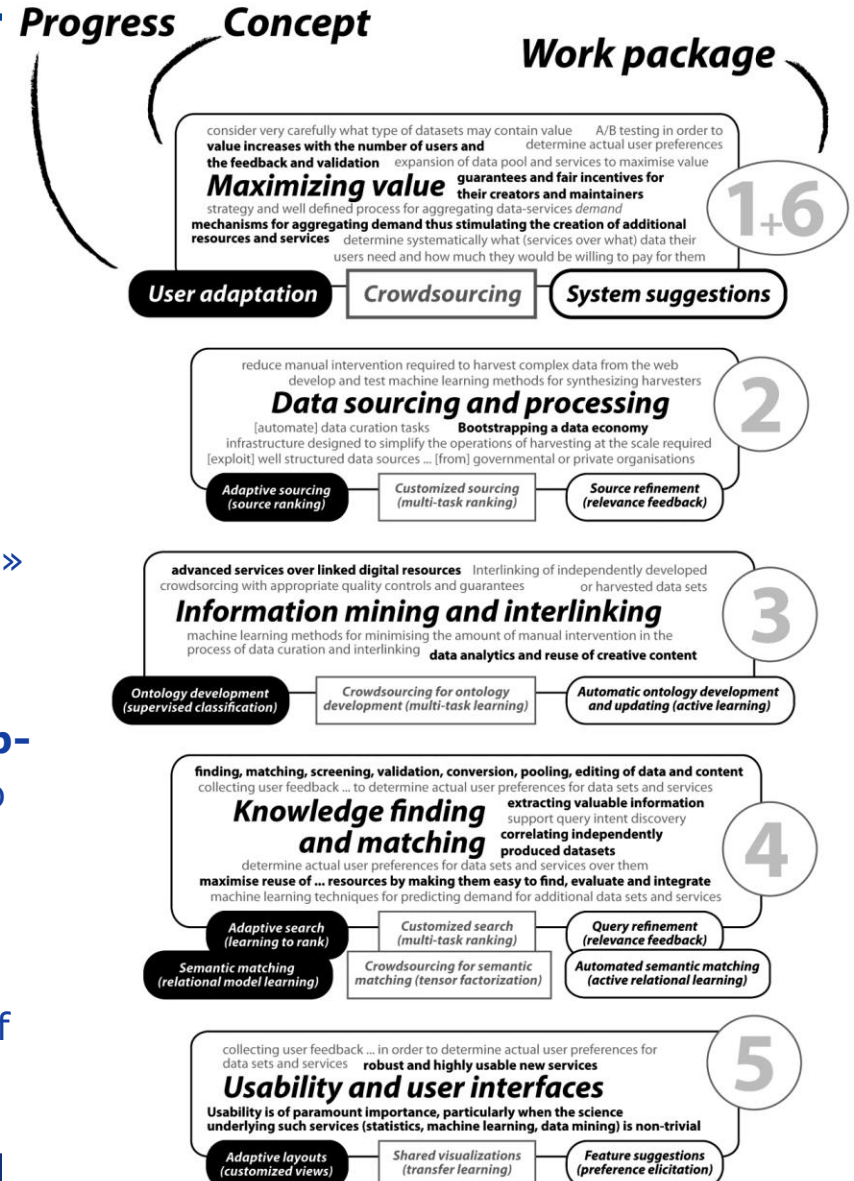 Progress Concept
Work package
consider very carefully what type of datasets may contain value A/B testing in order to
value increases with the number of users and determine actual user preferences
the feedback and validation expansion of data pool and services to maximise value
Maximizing value guarantees and fair incentives for
their creators and maintainers
strategy and well defined process for aggregating data-services demand
mechanisms for aggregating demand thus stimulating the creation of additional
resources and services determine systematically what (services over what) data their
users need and how much they would be willing to pay for them
1+6
User adaptation Crowdsourcing System suggestions
reduce manual intervention required to harvest complex data from the web
develop and test machine learning methods for synthesizing harvesters
Data sourcing and processing
2
[automate] data curation tasks Bootstrapping a data economy
infrastructure designed to simplify the operations of harvesting at the scale required
[exploit] well structured data sources ... [from] governmental or private organisations
Adaptive sourcing Customized sourcing Source refinement
(source ranking) (multi-task ranking) (relevance feedback)
»
advanced services over linked digital resources Interlinking of independently developed
crowdsorcing with appropriate quality controls and guarantees or harvested data sets
Information mining and interlinking
3
machine learning methods for minimising the amount of manual intervention in the
process of data curation and interlinking data analytics and reuse of creative content
Ontology development Crowdsourcing for ontology Automatic ontology development
(supervised classification) development (multi-task learning) and updating (active learning)
finding, matching, screening, validation, conversion, pooling, editing of data and content
collecting user feedback ... to determine actual user preferences for data sets and services
Knowledge finding extracting valuable information
support query intent discovery
and matching correlating independently
produced datasets
4
determine actual user preferences for data sets and services over them
maximise reuse of ... resources by making them easy to find, evaluate and integrate
machine learning techniques for predicting demand for additional data sets and services
Adaptive search Customized search Query refinement
(learning to rank) (multi-task ranking) (relevance feedback)
Semantic matching Crowdsourcing for semantic Automated semantic matching
(relational model learning) matching (tensor factorization) (active relational learning)
collecting user feedback ... in order to determine actual user preferences for
data sets and services robust and highly usable new services
Usability and user interfaces
5
Usability is of paramount importance, particularly when the science
underlying such services (statistics, machine learning, data mining) is non-trivial
Adaptive layouts Shared visualizations Feature suggestions
(customized views) (transfer learning) (preference elicitation)